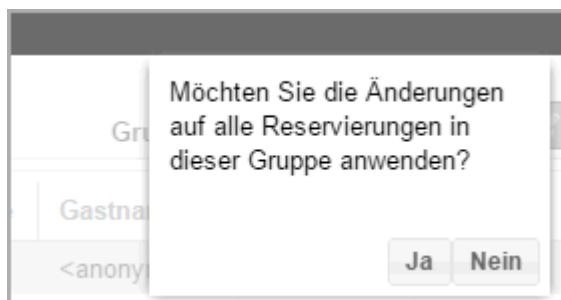 Möchten Sie die Änderungen
auf alle Reservierungen in
dieser Gruppe anwenden?
Ja Nein